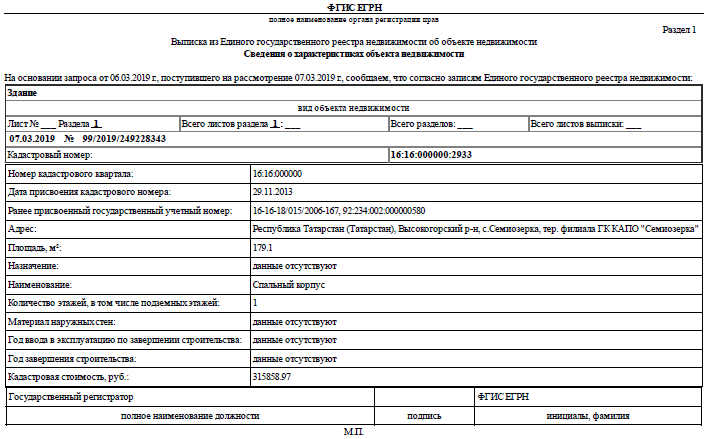 ФГИС ЕГРН
полное наименование органа регистрации прав
Раздел 1
Выписка из Единого государственного реестра недвижимости об объекте недвижимости
Сведения о характеристиках объекта недвижимости
На основании запроса от 06.03.2019 г., поступившего на рассмотрение 07.03.2019 г., сообщаем, что согласно записям Единого государственного реестра недвижимости:
Здание
вид объекта недвижимости
Лист № ___ Раздела 1 Всего листов раздела 1 : ___ Всего разделов: ___ Всего листов выписки: ___
07.03.2019 № 99/2019/249228343
Кадастровый номер: 16:16:000000:2933
Номер кадастрового квартала: 16:16:000000
Дата присвоения кадастрового номера: 29.11.2013
Ранее присвоенный государственный учетный номер: 16-16-18/015/2006-167, 92:234:002:000000580
Адрес: Республика Татарстан (Татарстан), Высокогорский р-н, с.Семиозерка, тер. филиала ГК КАПО "Семиозерка"
Площадь, м²: 179.1
Назначение: данные отсутствуют
Наименование: Спальный корпус
Количество этажей, в том числе подземных этажей: 1
Материал наружных стен: данные отсутствуют
Год ввода в эксплуатацию по завершении строительства: данные отсутствуют
Год завершения строительства: данные отсутствуют
Кадастровая стоимость, руб.: 315858.97
Государственный регистратор ФГИС ЕГРН
полное наименование должности подпись инициалы, фамилия
М.П.